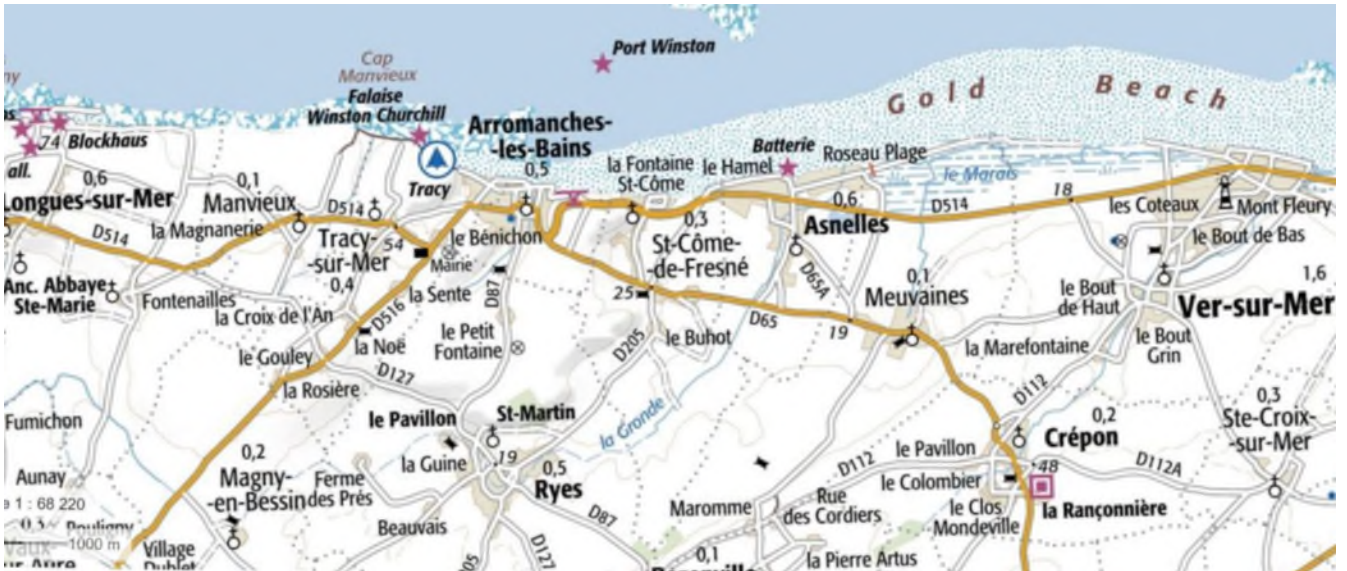 Port Winston
Cap
Manvieux
Falaise
Winston Churchill
Gold Beach
Arromanches-
-les-Bains
0,5
74 Blockhaus
all.
Batterie
Roseau Plage
la Fontaine
St-Côme
le Hamel
le Marais
18
Tracy
0,6
Longues-sur-Mer
0,1
Manvieux
D514
la Magnanerie
D514
0,3
0,6
Asnelles
D514
les Coteaux
Mont Fleury
le Bout de Bas
Tracy-
-sur-Mer
0,4
54
le Bénichon
Mairie
la Sente
D87
St-Côme-
-de-Fresné
25
D65A
0,1
Meuvaines
Anc. Abbaye
Ste-Marie
Fontenailles
la Croix de l'An
D516
la Noë
le Petit
Fontaine
D205
le Buhot
D65
19
le Bout
de Haut
1,6
Ver-sur-Mer
la Marefontaine
le Bout
Grin
le Gouley
la Rosière
D127
D112
Fumichon
le Pavillon
St-Martin
la Gronde
0,2
Crépon
0,3
Ste-Croix-
-sur-Mer
la Guine
19
0,5
Ryes
le Pavillon
D112
le Colombier
48
D112A
Aunay
0,2
Magny-
-en-Bessin
Ferme
des Prés
Beauvais
D87
D127
Maromme
Rue
des Cordiers
le Clos
Mondeville
la Rançonnière
1 : 68 220
1000 m
Village
0,1
la Pierre Artus